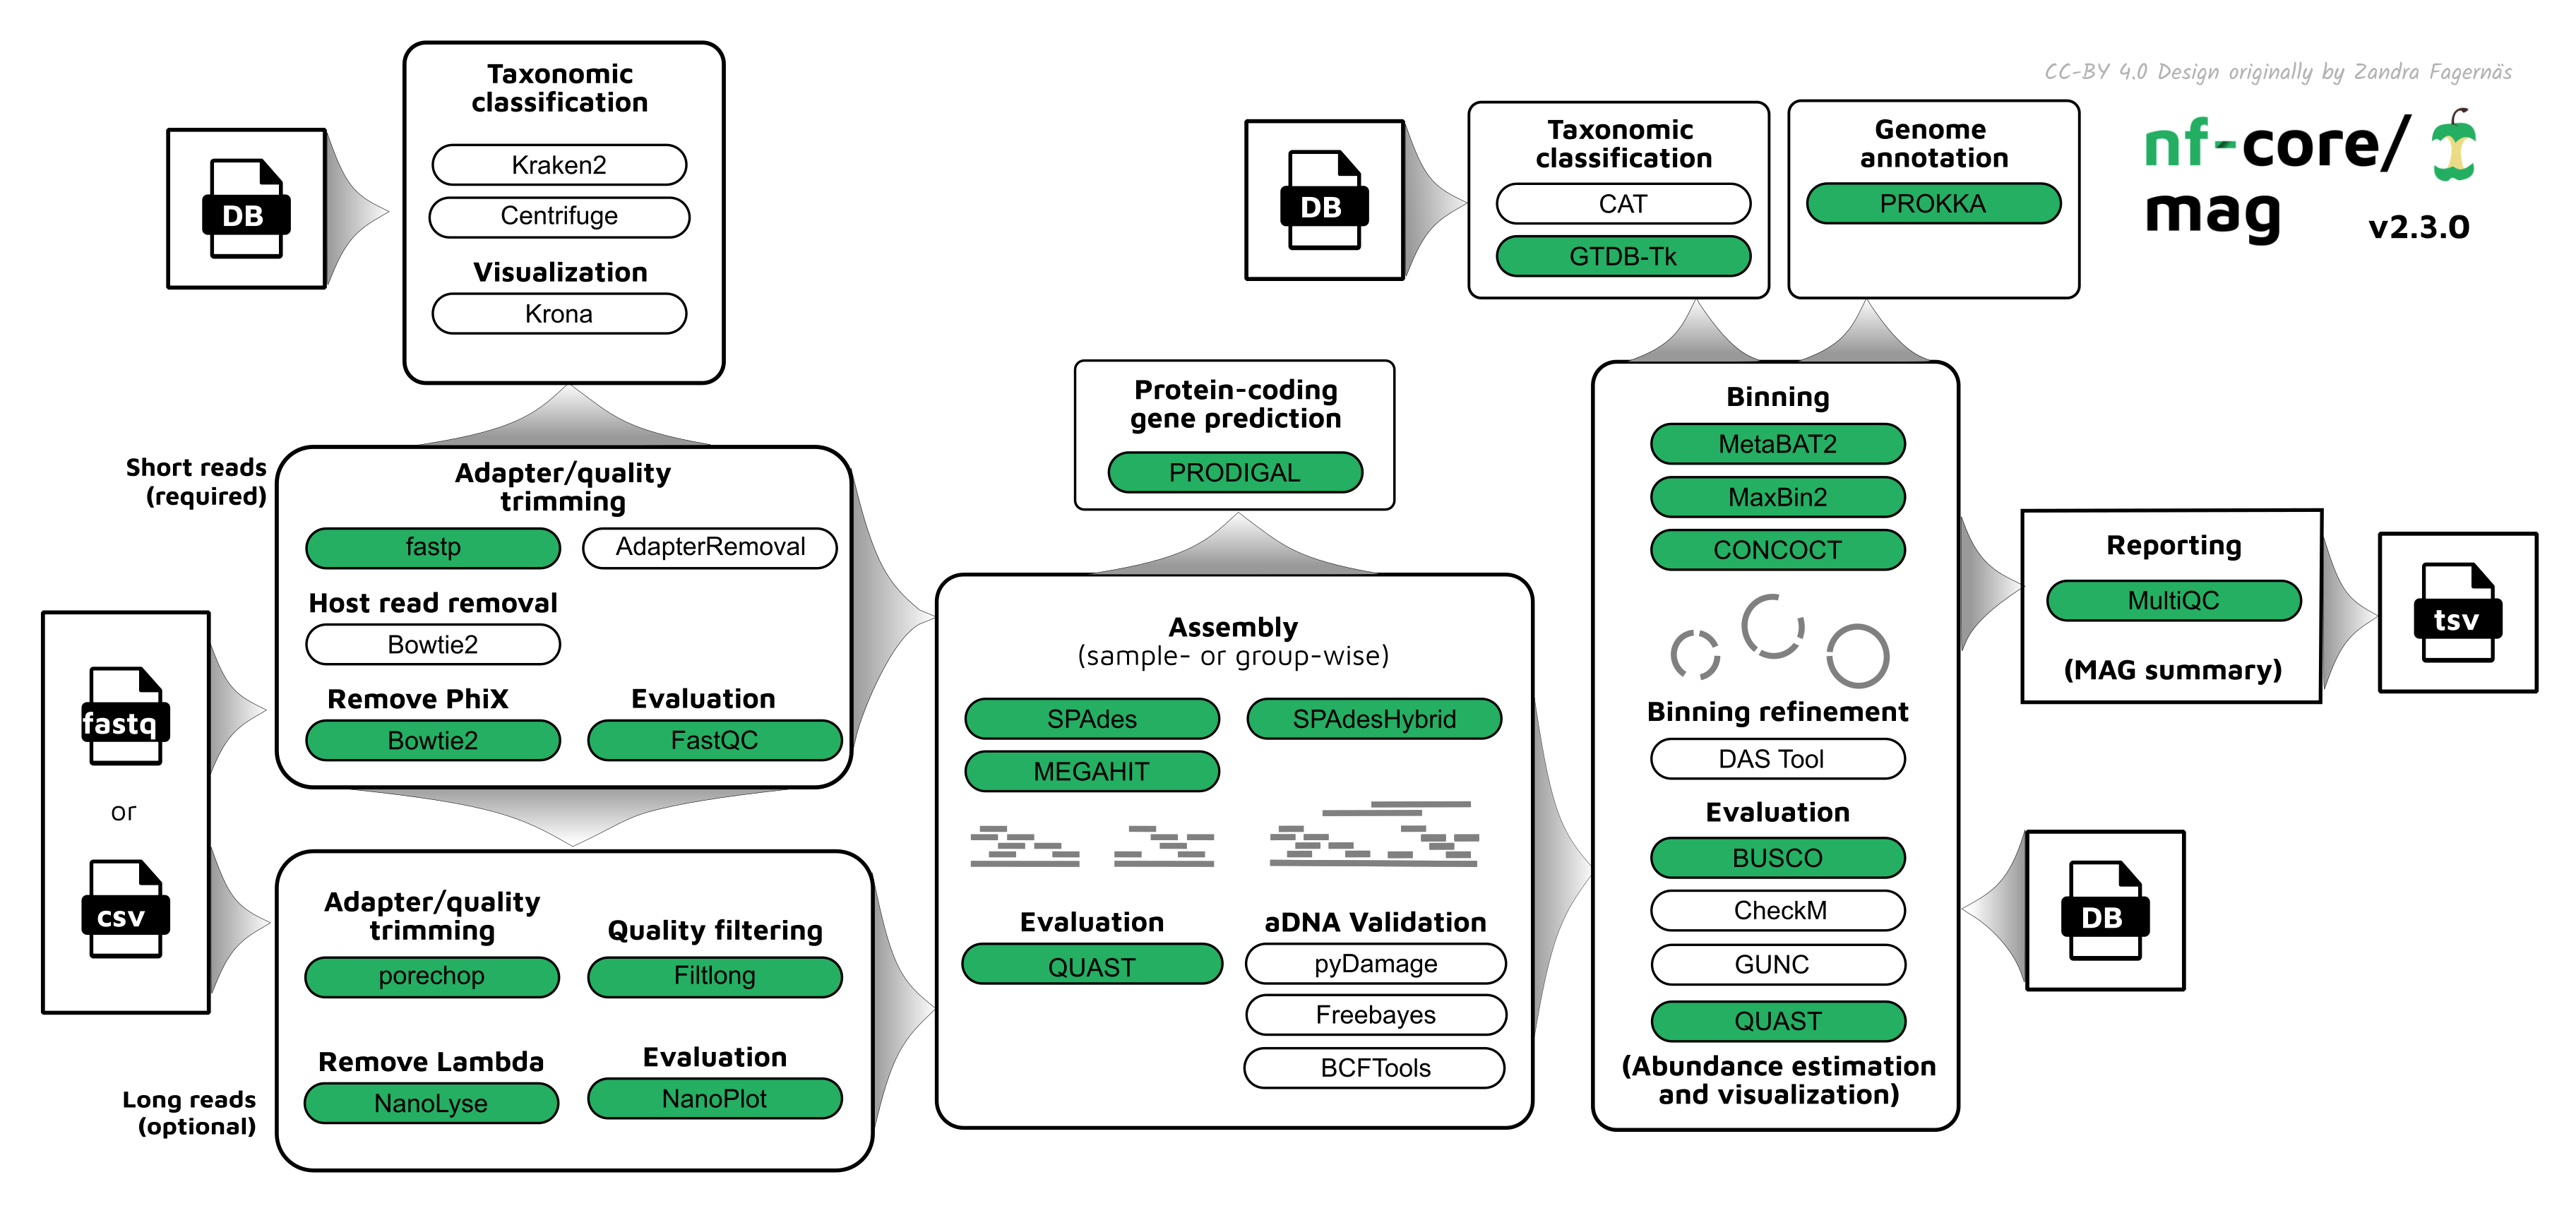 CC-BY 4.0 Design originally by Zandra Fagernäs
nf-core/
mag
v2.3.0
DB
Taxonomic
classification
Kraken2
Centrifuge
Visualization
Krona
Short reads
(required)
Adapter/quality
trimming
fastp
AdapterRemoval
Host read removal
Bowtie2
Remove PhiX
Evaluation
Bowtie2
FastQC
fastq
or
csv
Long reads
(optional)
Adapter/quality
trimming
Quality filtering
porechop
Filtlong
Remove Lambda
Evaluation
NanoLyse
NanoPlot
Protein-coding
gene prediction
PRODIGAL
Assembly
(sample- or group-wise)
SPAdes
SPAdesHybrid
MEGAHIT
Evaluation
aDNA Validation
QUAST
pyDamage
Freebayes
BCFTools
DB
Taxonomic
classification
CAT
GTDB-Tk
Genome
annotation
PROKKA
Binning
MetaBAT2
MaxBin2
CONCOCT
Binning refinement
DAS Tool
Evaluation
BUSCO
CheckM
GUNC
QUAST
(Abundance estimation
and visualization)
Reporting
MultiQC
(MAG summary)
tsv
DB